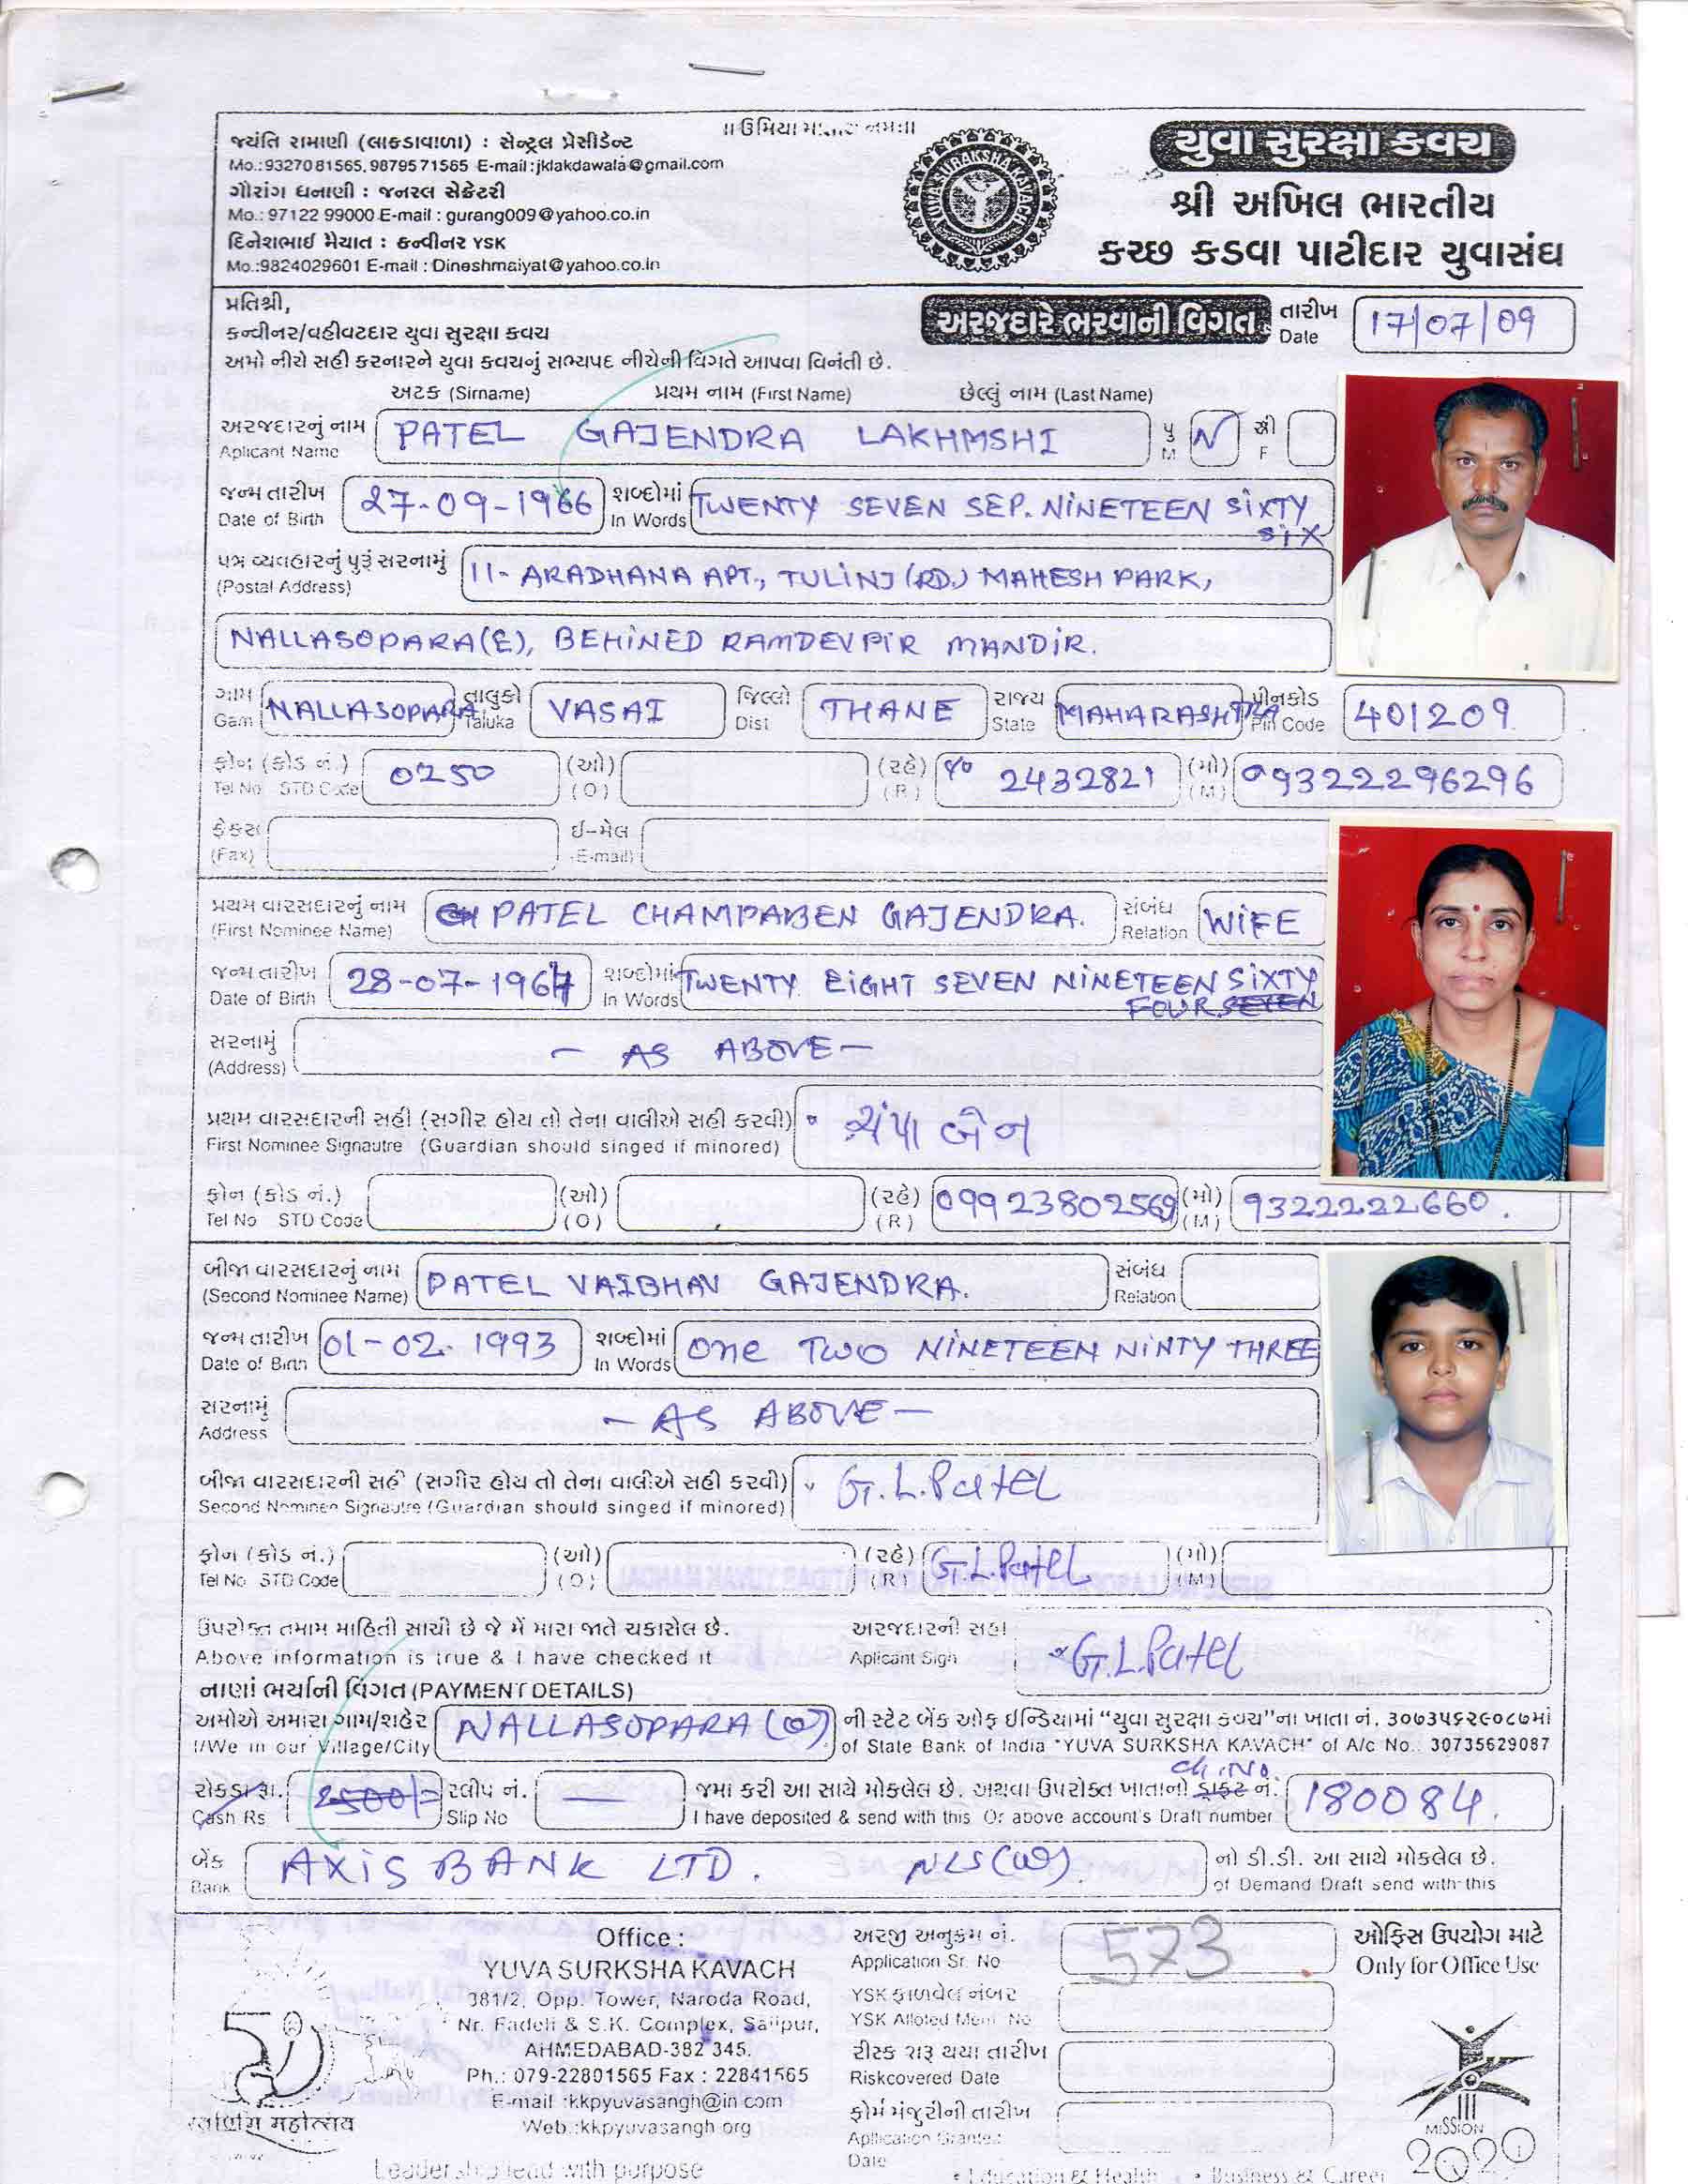 ॥ ઉમિયા
જયંતિ રામાણી (લાકડાવાળા) : સેન્ટ્રલ પ્રેસીડેન્ટ
Mo.:9327081565, 9879571565 E-mail :jklakdawala@gmail.com
ગૌરાંગ ધનાણી : જનરલ સેક્રેટરી
Mo.: 97122 99000 E-mail : gurang009@yahoo.co.in
દિનેશભાઈ મૈયાત : કન્વીનર YSK
Mo.:9824029601 E-mail : Dineshmaiyat@yahoo.co.in
YUVA SURAKSHA KAVACH
યુવા સુરક્ષા કવચ
શ્રી અખિલ ભારતીય
કચ્છ કડવા પાટીદાર યુવાસંઘ
પ્રતિશ્રી,
કન્વીનર/વહીવટદાર યુવા સુરક્ષા કવચ
અરજદારે ભરવાની વિગત તારીખ Date 17/07/09
અમો નીચે સહી કરનારને યુવા કવચનું સભ્યપદ નીચેની વિગતે આપવા વિનંતી છે.
અટક (Sirname) પ્રથમ નામ (First Name) છેલ્લું નામ (Last Name)
અરજદારનું નામ PATEL GAJENDRA LAKHMSHI પુ સ્ત્રી
Aplicant Name M F
જન્મ તારીખ 27-09-1966 શબ્દોમાં TWENTY SEVEN SEP. NINETEEN SIXTY
Date of Birth In Words SIX
પત્ર વ્યવહારનું પુરૂં સરનામું 11- ARADHANA APT., TULINJ (RD.) MAHESH PARK,
(Postal Address)
NALLASOPARA(E), BEHINED RAMDEVPIR MANDIR.
ગામ NALLASOPARA તાલુકો VASAI જિલ્લો THANE રાજ્ય MAHARASHTRA પીનકોડ 401209
Gam Taluka Dist State Pin Code
ફોન (કોડ નં.) 0250 (ઓ) (રહે) 2432821 (મો) 09322296296
Tel No STD Code (O) (R) (M)
ફેકસ ઈ-મેલ
(Fax) E-mail)
પ્રથમ વારસદારનું નામ PATEL CHAMPABEN GAJENDRA. સંબંધ WIFE
(First Nominee Name) Relation
જન્મ તારીખ 28-07-1964 શબ્દોમાં TWENTY EIGHT SEVEN NINETEEN SIXTY
Date of Birth In Words FOUR SEVEN
સરનામું - AS ABOVE -
(Address)
પ્રથમ વારસદારની સહી (સગીર હોય તો તેના વાલીએ સહી કરવી) ચંપા બેન
First Nominee Signautre (Guardian should singed if minored)
ફોન (કોડ નં.) (ઓ) (રહે) 09923802569 (મો) 9322222660.
Tel No STD Code (O) (R) (M)
બીજા વારસદારનું નામ PATEL VAIBHAV GAJENDRA. સંબંધ
(Second Nominee Name) Relation
જન્મ તારીખ 01-02-1993 શબ્દોમાં One TWO NINETEEN NINTY THREE
Date of Birth In Words
સરનામું - AS ABOVE -
Address
બીજા વારસદારની સહી (સગીર હોય તો તેના વાલીએ સહી કરવી) G.L.Patel
Second Nominee Signautre (Guardian should singed if minored)
ફોન (કોડ નં.) (ઓ) (રહે) G.L.Patel (મો)
Tel No STD Code (O) (R) (M)
ઉપરોક્ત તમામ માહિતી સાચી છે જે મેં મારા જાતે ચકાસેલ છે. અરજદારની સહી G.L.Patel
Above information is true & I have checked it Aplicant Sign
નાણાં ભર્યાની વિગત (PAYMENT DETAILS)
અમોએ અમારા ગામ/શહેર NALLASOPARA (W) ની સ્ટેટ બેંક ઓફ ઈન્ડિયામાં “યુવા સુરક્ષા કવચ”ના ખાતા નં. ૩૦૭૩૫૬૨૯૦૮૭માં
I/We in our Village/City of State Bank of India "YUVA SURKSHA KAVACH" of A/c No.: 30735629087
Ch. No.
રોકડા રૂા. 2500/= સ્લીપ નં. — જમા કરી આ સાથે મોકલેલ છે. અથવા ઉપરોક્ત ખાતાનો ડ્રાફ્ટ નં. 180084.
Cash Rs Slip No I have deposited & send with this Or above account's Draft number
બેંક AXIS BANK LTD. NLS(W) નો ડી.ડી. આ સાથે મોકલેલ છે.
Bank of Demand Draft send with this
Office :
YUVA SURKSHA KAVACH
381/2, Opp. Tower, Naroda Road,
Nr. Fadeli & S.K. Complex, Saijpur,
AHMEDABAD-382 345.
Ph.: 079-22801565 Fax : 22841565
E-mail :kkpyuvasangh@in com
Web.:kkpyuvasangh org
અરજી અનુક્રમ નં. 573
Application Sr. No
YSK ફાળવેલ નંબર
YSK Alloted Mem. No
રીસ્ક શરૂ થયા તારીખ
Riskcovered Date
ફોર્મ મંજુરીની તારીખ
Application Granted
Date
ઓફિસ ઉપયોગ માટે
Only for Office Use
મહોત્સવ
MISSION
2020
Leadership lead with purpose
• Education & Health • Business & Career